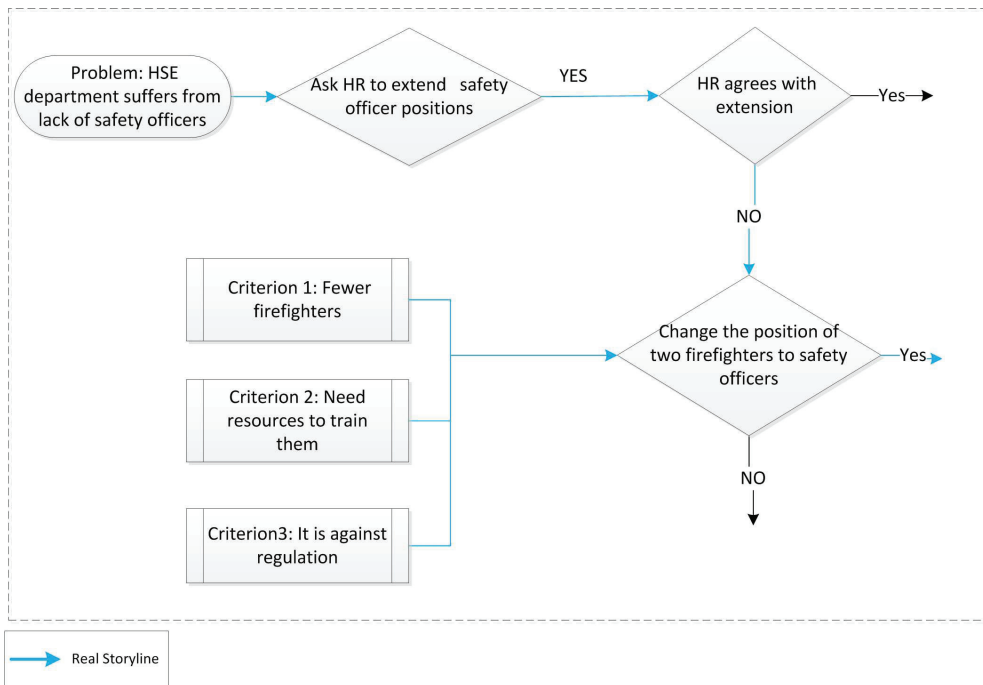 Problem: HSE
department suffers from
lack of safety officers
Ask HR to extend safety
officer positions
YES
HR agrees with
extension
Yes
NO
Criterion 1: Fewer
firefighters
Change the position of
two firefighters to safety
officers
Yes
Criterion 2: Need
resources to train
them
NO
Criterion3: It is against
regulation
Real Storyline